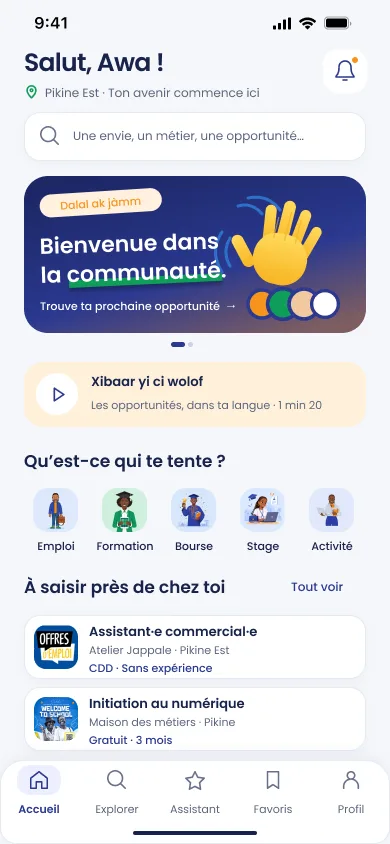 9:41
Salut, Awa !
Pikine Est · Ton avenir commence ici
Une envie, un métier, une opportunité…
Dalal ak jàmm
Bienvenue dans
la communauté.
Trouve ta prochaine opportunité →
Xibaar yi ci wolof
Les opportunités, dans ta langue · 1 min 20
Qu’est-ce qui te tente ?
Emploi
Formation
Bourse
Stage
Activité
À saisir près de chez toi
Tout voir
OFFRES
D'EMPLOI
Assistant·e commercial·e
Atelier Jappale · Pikine Est
CDD · Sans expérience
WELCOME
TO SCHOOL
Initiation au numérique
Maison des métiers · Pikine
Gratuit · 3 mois
Accueil
Explorer
Assistant
Favoris
Profil